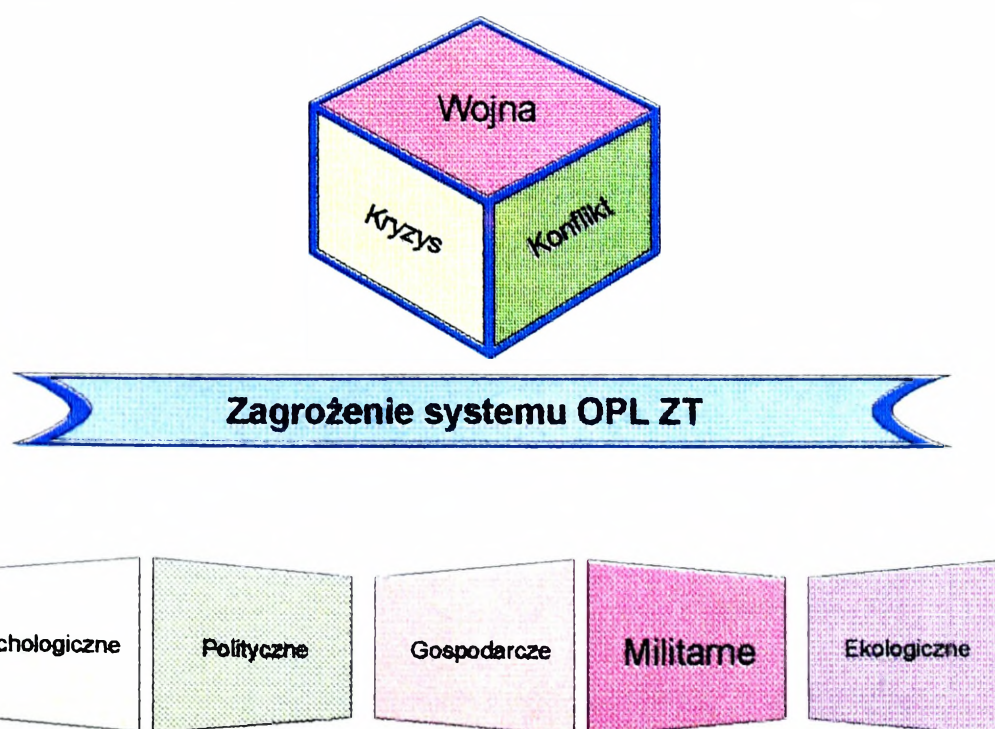 Wojna
Kryzys
Konflikt
Zagrożenie systemu OPL ZT
chologiczne
Polityczne
Gospodarcze
Militarne
Ekologiczne